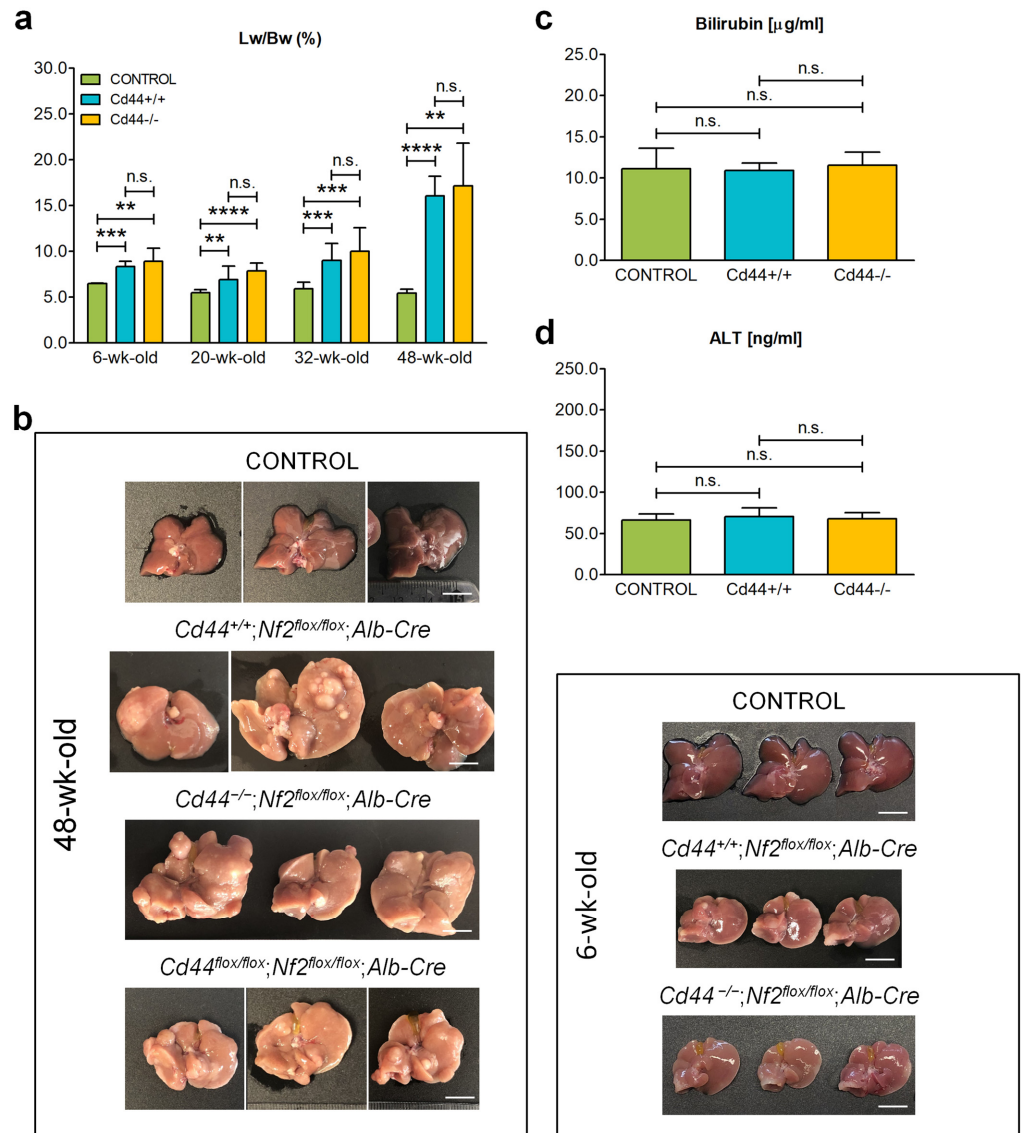 a
Lw/Bw (%)
30.0
25.0
20.0
15.0
10.0
5.0
0.0
CONTROL
Cd44+/+
Cd44-/-
n.s.
**
***
n.s.
****
**
n.s.
***
***
n.s.
**
****
6-wk-old
20-wk-old
32-wk-old
48-wk-old
b
48-wk-old
CONTROL
Cd44+/+;Nf2flox/flox;Alb-Cre
Cd44−/−;Nf2flox/flox;Alb-Cre
Cd44flox/flox;Nf2flox/flox;Alb-Cre
c
Bilirubin [µg/ml]
25.0
20.0
15.0
10.0
5.0
0.0
n.s.
n.s.
n.s.
CONTROL
Cd44+/+
Cd44-/-
d
ALT [ng/ml]
250.0
200.0
150.0
100.0
50.0
0.0
n.s.
n.s.
n.s.
CONTROL
Cd44+/+
Cd44-/-
6-wk-old
CONTROL
Cd44+/+;Nf2flox/flox;Alb-Cre
Cd44−/−;Nf2flox/flox;Alb-Cre